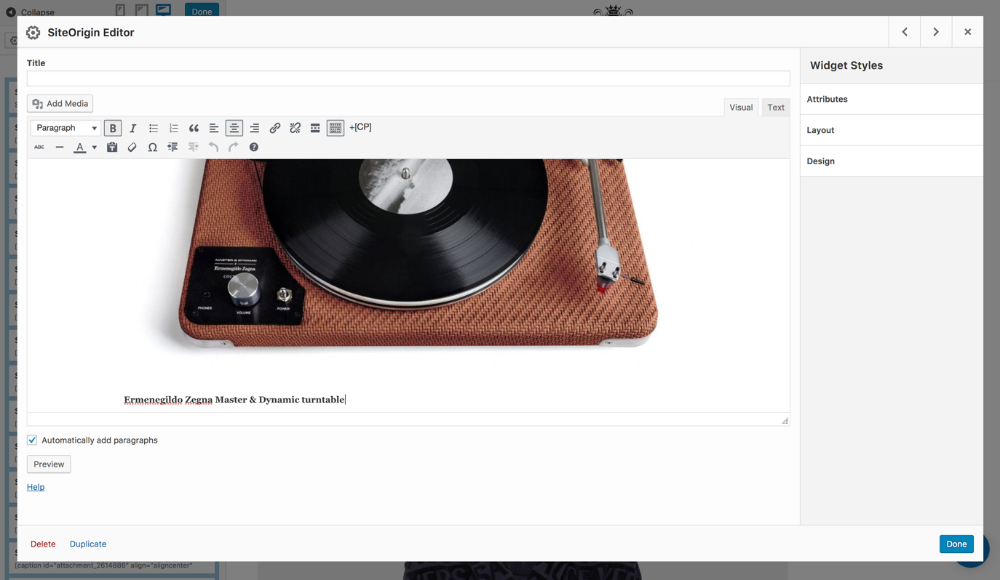 Collapse
Done
SiteOrigin Editor
Title
Add Media
Visual
Text
Paragraph
B
I
+[CP]
ABC
A
Ω
MASTER & DYNAMIC
Ermenegildo Zegna
PHONES
VOLUME
POWER
Ermenegildo Zegna Master & Dynamic turntable
Automatically add paragraphs
Preview
Help
Widget Styles
Attributes
Layout
Design
Delete
Duplicate
Done
[caption id="attachment_2614886" align="aligncenter"